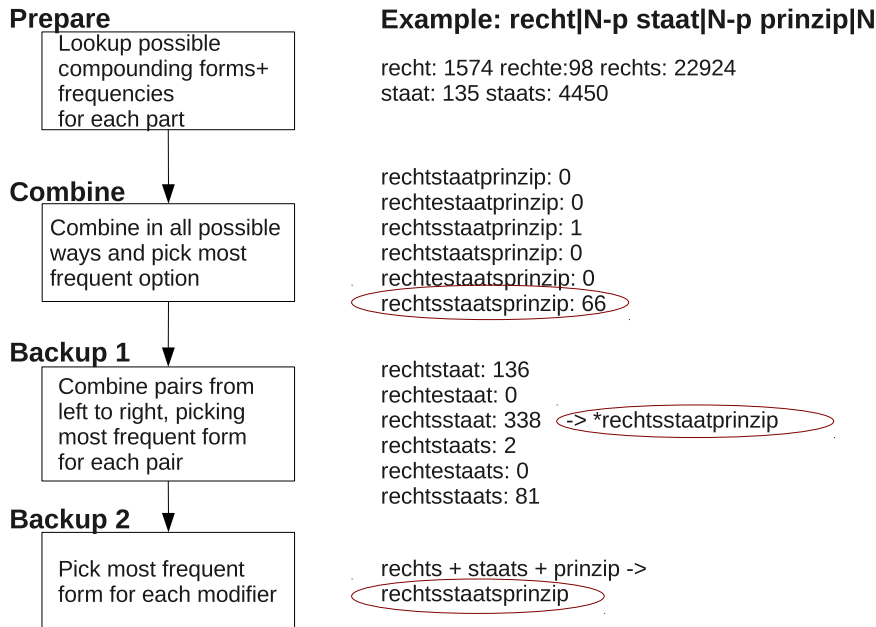 Prepare
Lookup possible
compounding forms+
frequencies
for each part
Example: recht|N-p staat|N-p prinzip|N
recht: 1574 rechte:98 rechts: 22924
staat: 135 staats: 4450
Combine
Combine in all possible
ways and pick most
frequent option
rechtstaatprinzip: 0
rechtestaatprinzip: 0
rechtsstaatprinzip: 1
rechtstaatsprinzip: 0
rechtestaatsprinzip: 0
rechtsstaatsprinzip: 66
Backup 1
Combine pairs from
left to right, picking
most frequent form
for each pair
rechtstaat: 136
rechtestaat: 0
rechtsstaat: 338 -> *rechtsstaatprinzip
rechtstaats: 2
rechtestaats: 0
rechtsstaats: 81
Backup 2
Pick most frequent
form for each modifier
rechts + staats + prinzip ->
rechtsstaatsprinzip